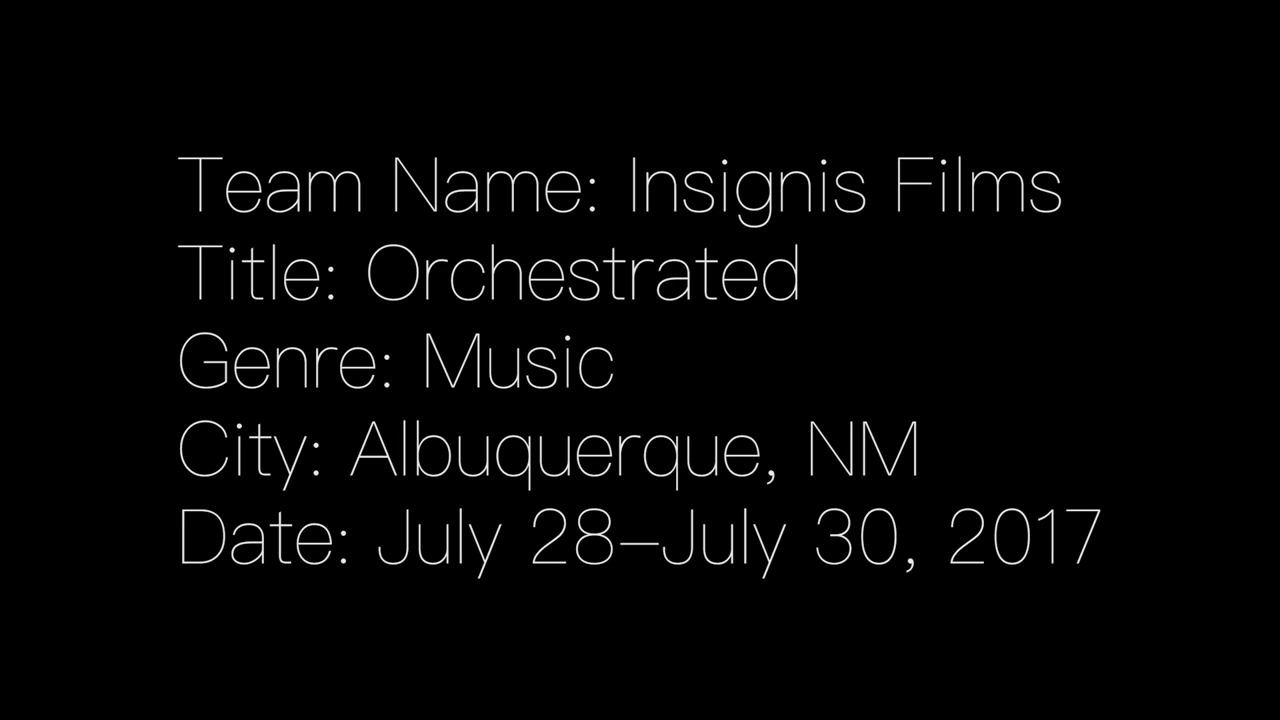 Team Name: Insignis Films
Title: Orchestrated
Genre: Music
City: Albuquerque, NM
Date: July 28–July 30, 2017